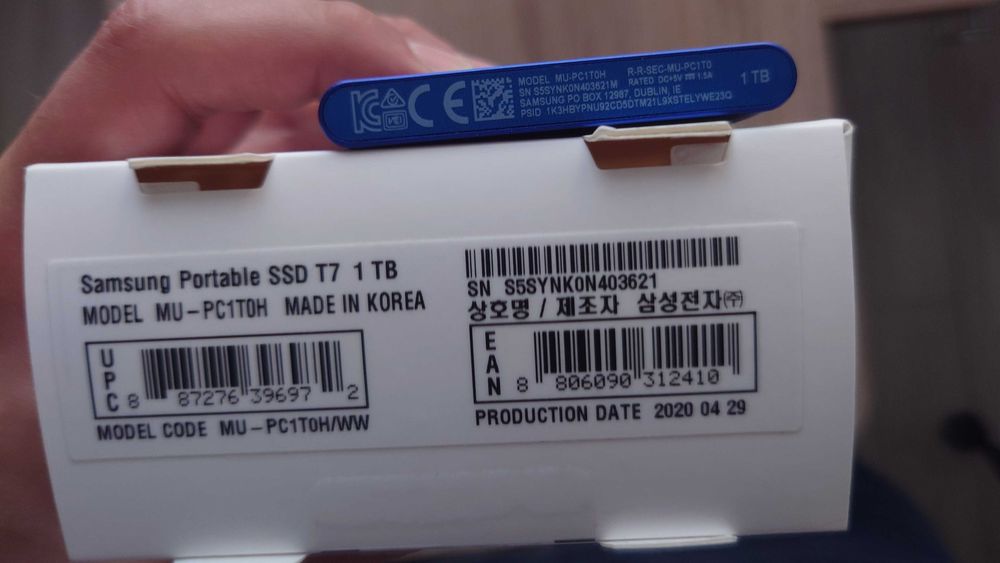 MODEL MU-PC1T0H R-R-SEC-MU-PC1T0
SN S5SYNK0N403621M RATED DC+5V ⎓ 1.5A
SAMSUNG PO BOX 12987, DUBLIN, IE
PSID 1K3HBYPNU92CD5DTM21L9XSTELYWE23Q
1 TB
Samsung Portable SSD T7 1 TB
MODEL MU-PC1T0H MADE IN KOREA
UPC
8 87276 39697 2
MODEL CODE MU-PC1T0H/WW
SN S5SYNK0N403621
상호명 / 제조자 삼성전자㈜
EAN
8 806090 312410
PRODUCTION DATE 2020 04 29